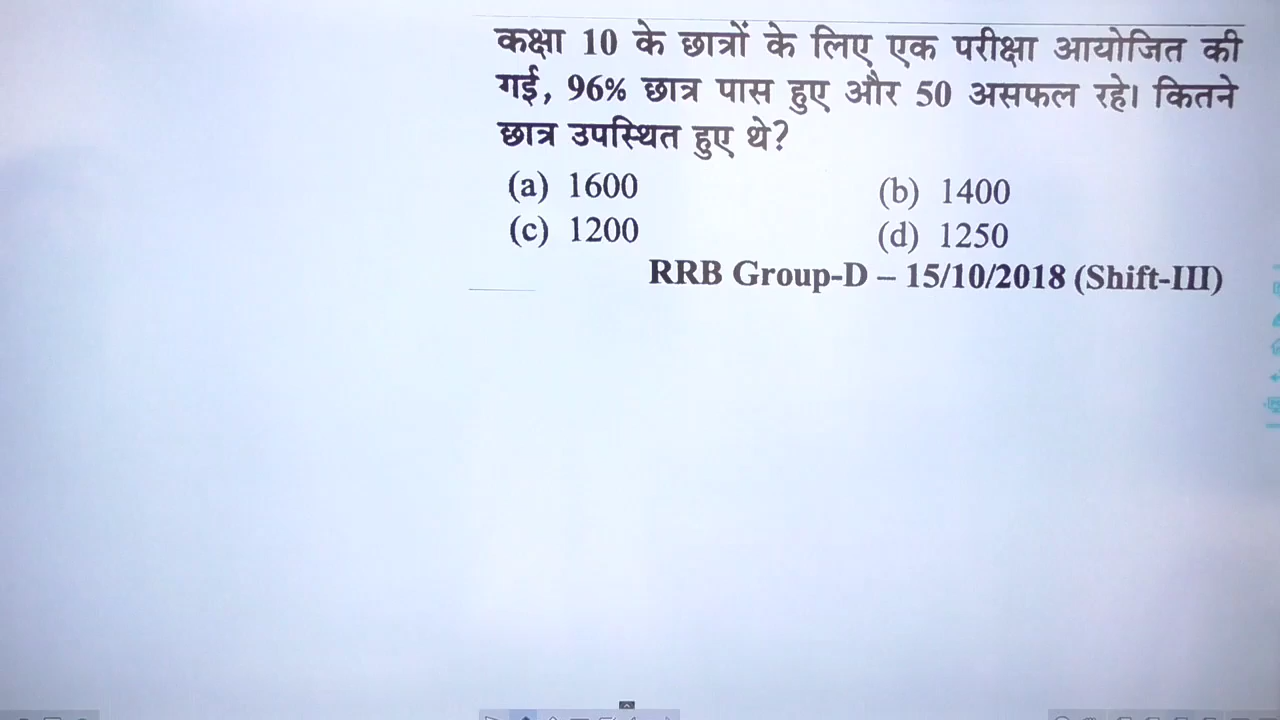 कक्षा 10 के छात्रों के लिए एक परीक्षा आयोजित की
गई, 96% छात्र पास हुए और 50 असफल रहे। कितने
छात्र उपस्थित हुए थे?
(a) 1600 (b) 1400
(c) 1200 (d) 1250
RRB Group-D – 15/10/2018 (Shift-III)